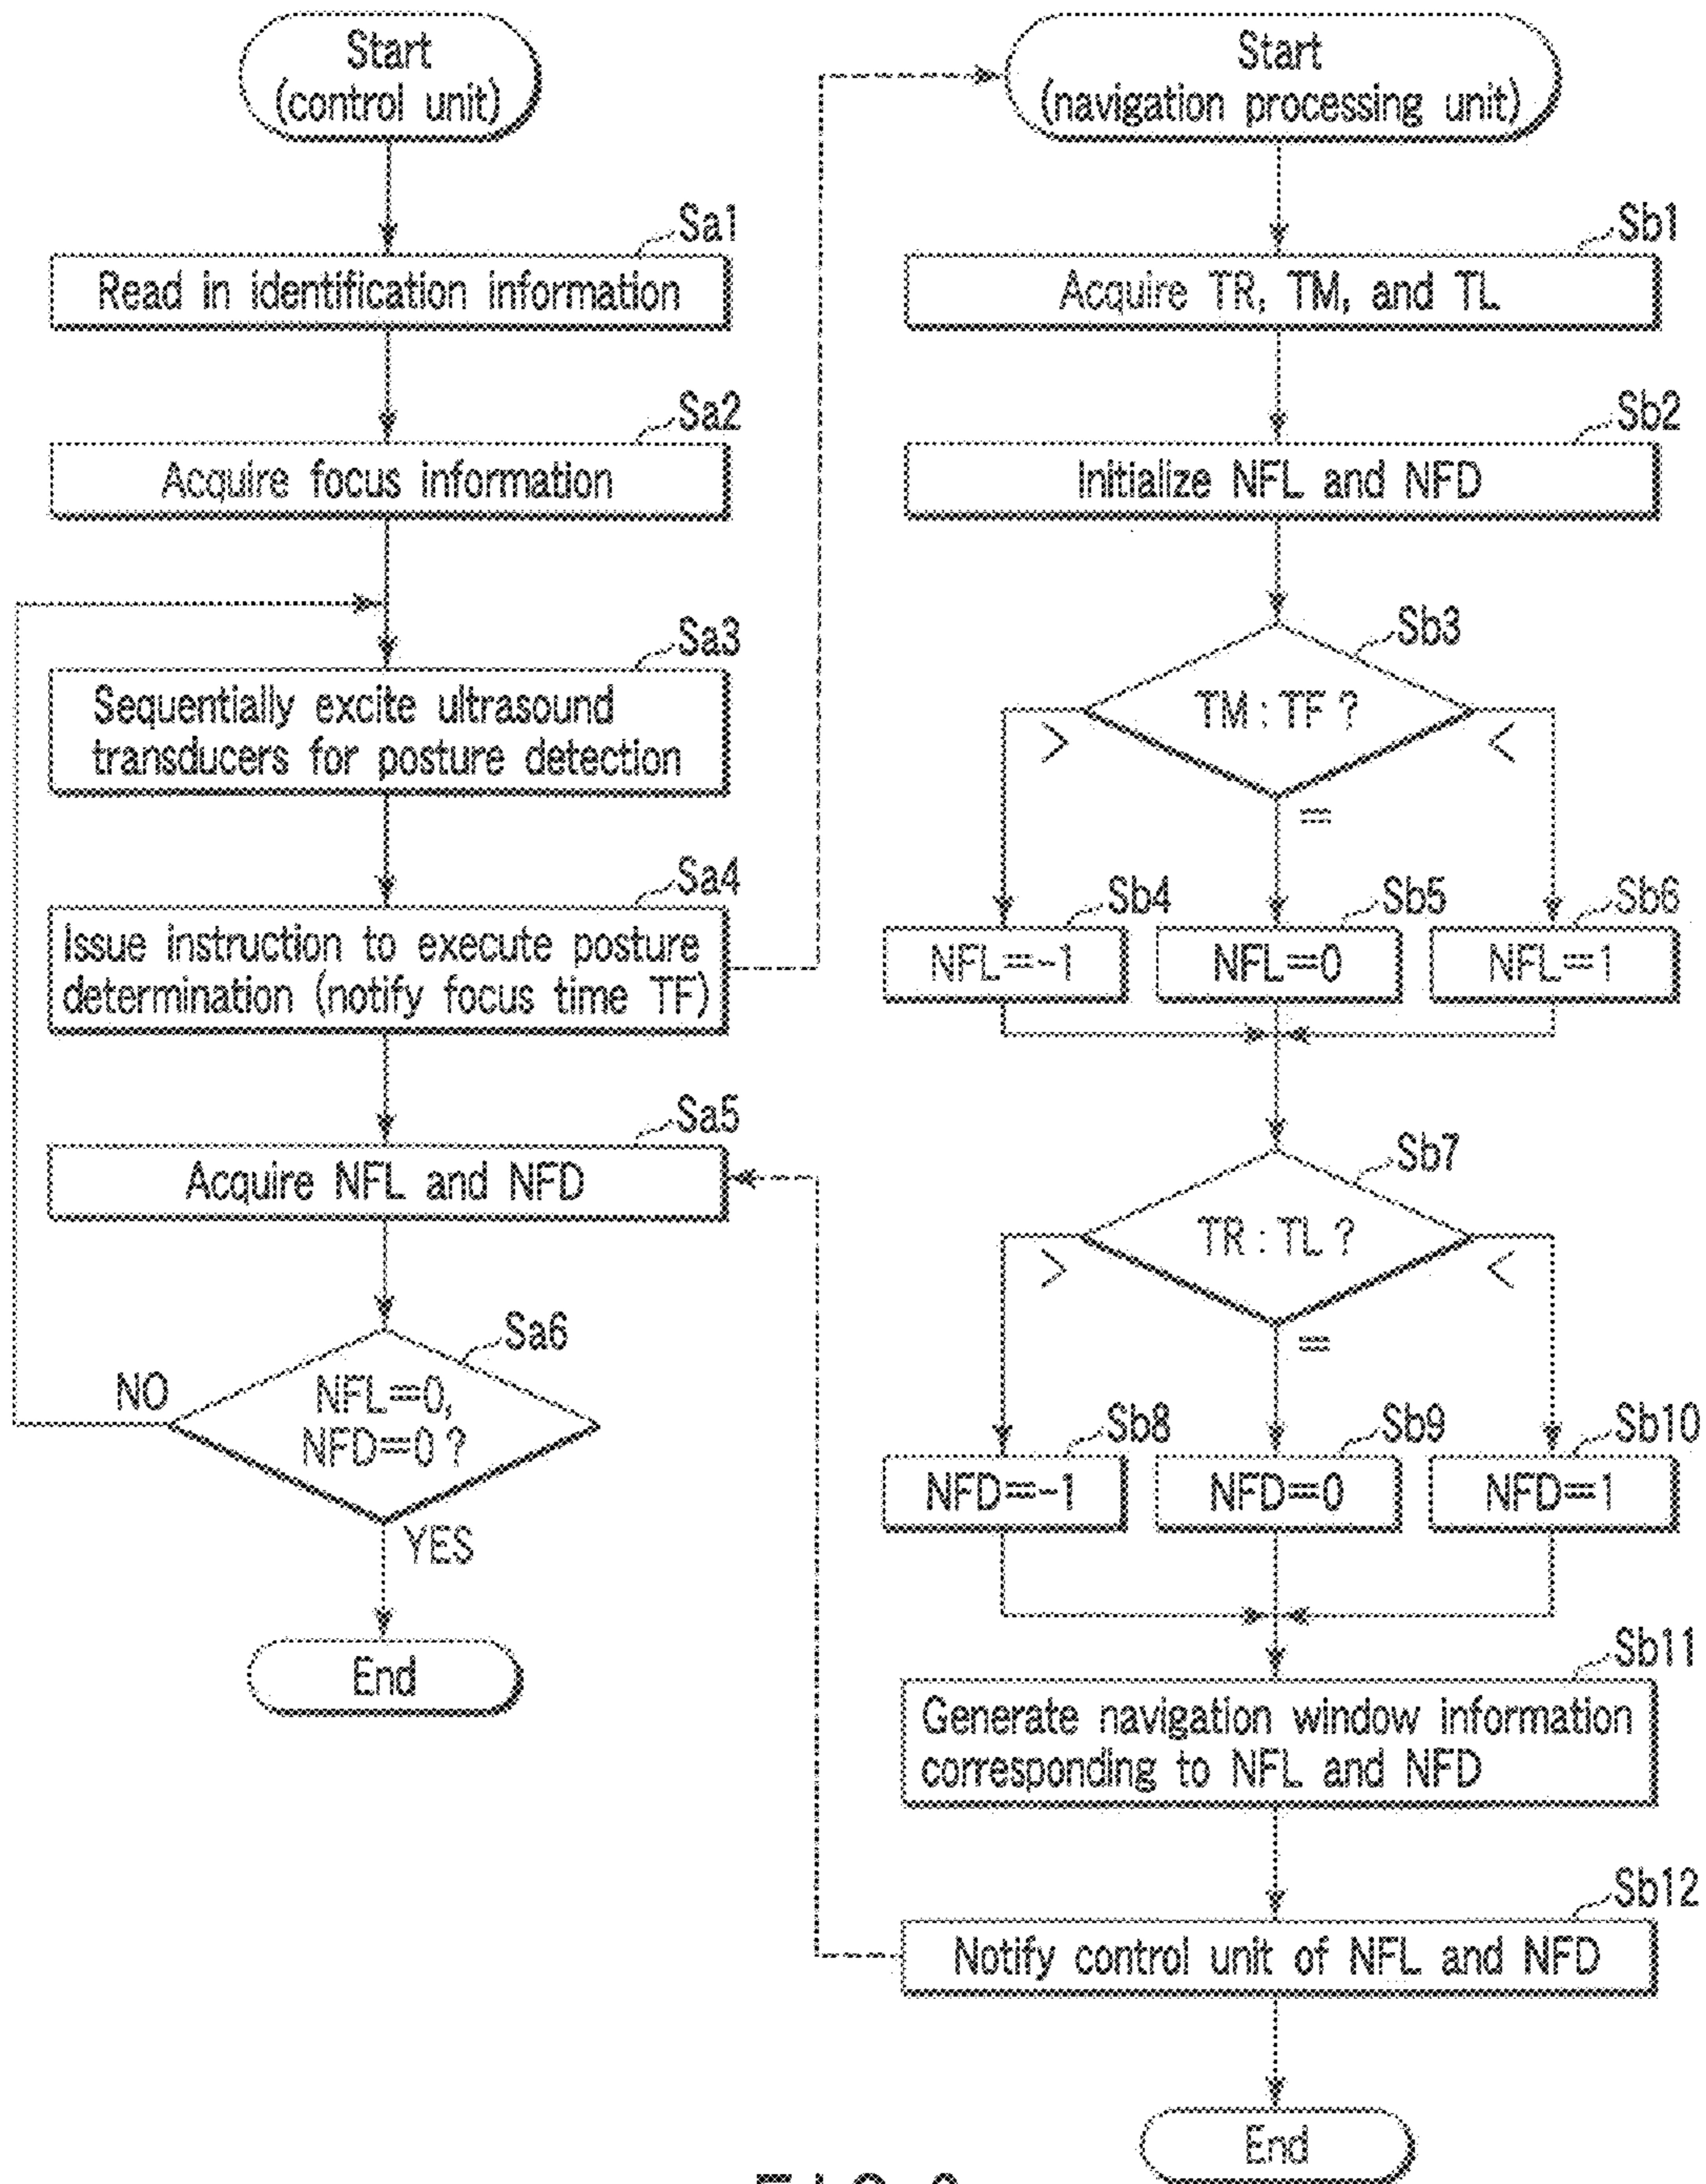 Start
(control unit)
Sa1
Read in identification information
Sa2
Acquire focus information
Sa3
Sequentially excite ultrasound
transducers for posture detection
Sa4
Issue instruction to execute posture
determination (notify focus time TF)
Sa5
Acquire NFL and NFD
Sa6
NFL=0,
NFD=0 ?
NO
YES
End
Start
(navigation processing unit)
Sb1
Acquire TR, TM, and TL
Sb2
Initialize NFL and NFD
Sb3
TM : TF ?
>
=
<
Sb4
NFL=-1
Sb5
NFL=0
Sb6
NFL=1
Sb7
TR : TL ?
>
=
<
Sb8
NFD=-1
Sb9
NFD=0
Sb10
NFD=1
Sb11
Generate navigation window information
corresponding to NFL and NFD
Sb12
Notify control unit of NFL and NFD
End